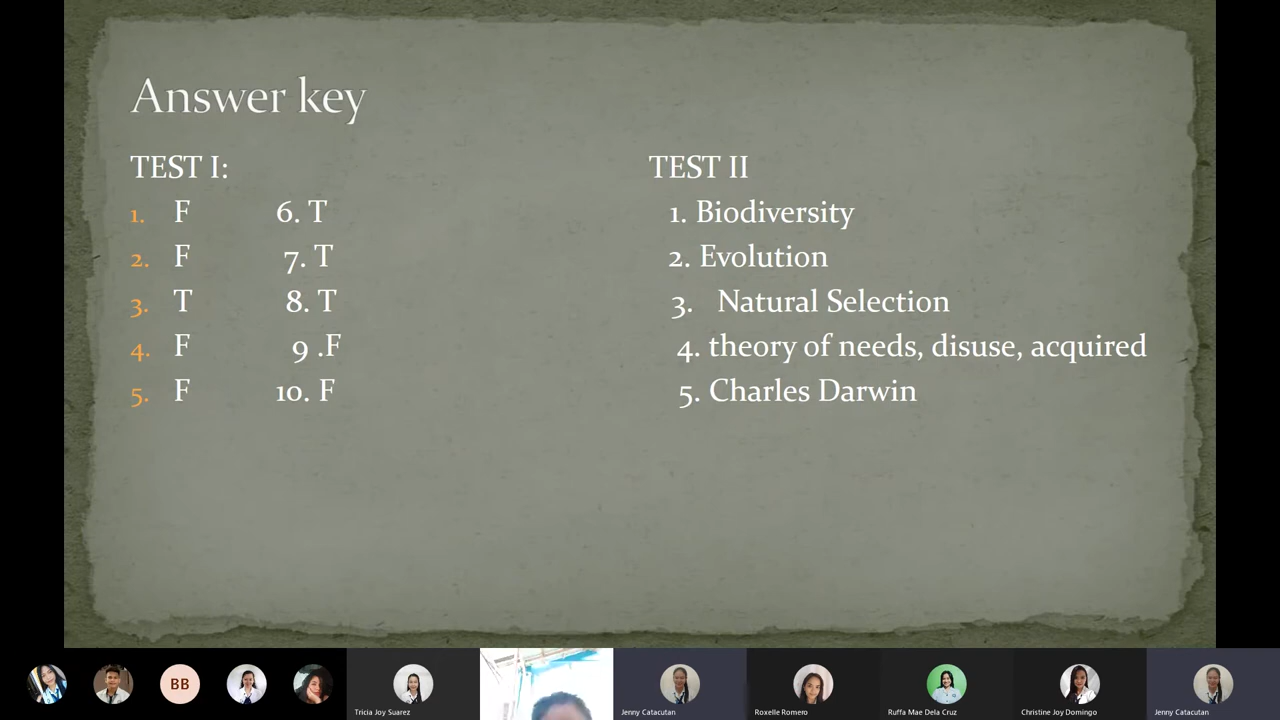 Answer key
TEST I:
1. F 6. T
2. F 7. T
3. T 8. T
4. F 9 .F
5. F 10. F
TEST II
1. Biodiversity
2. Evolution
3. Natural Selection
4. theory of needs, disuse, acquired
5. Charles Darwin
BB
Tricia Joy Suarez
Jenny Catacutan
Roxelle Romero
Ruffa Mae Dela Cruz
Christine Joy Domingo
Jenny Catacutan